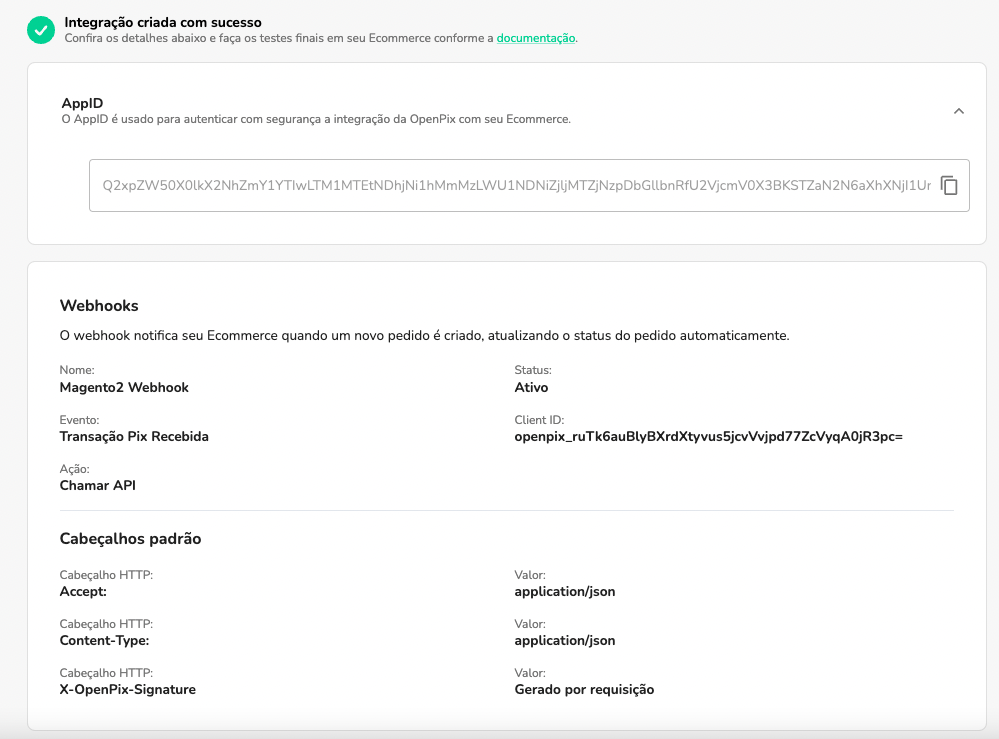 Integração criada com sucesso
Confira os detalhes abaixo e faça os testes finais em seu Ecommerce conforme a documentação.
AppID
O AppID é usado para autenticar com segurança a integração da OpenPix com seu Ecommerce.
Q2xpZW50X0lkX2NhZmY1YTIwLTM1MTEtNDhjNi1hMmMzLWU1NDNiZjljMTZjNzpDbGllbnRfU2VjcmV0X3BKSTZaN2N6aXhXNjI1Ur
Webhooks
O webhook notifica seu Ecommerce quando um novo pedido é criado, atualizando o status do pedido automaticamente.
Nome:
Status:
Magento2 Webhook
Ativo
Evento:
Client ID:
Transação Pix Recebida
openpix_ruTk6auBlyBXrdXtyvus5jcvVvjpd77ZcVyqA0jR3pc=
Ação:
Chamar API
Cabeçalhos padrão
Cabeçalho HTTP:
Valor:
Accept:
application/json
Cabeçalho HTTP:
Valor:
Content-Type:
application/json
Cabeçalho HTTP:
Valor:
X-OpenPix-Signature
Gerado por requisição